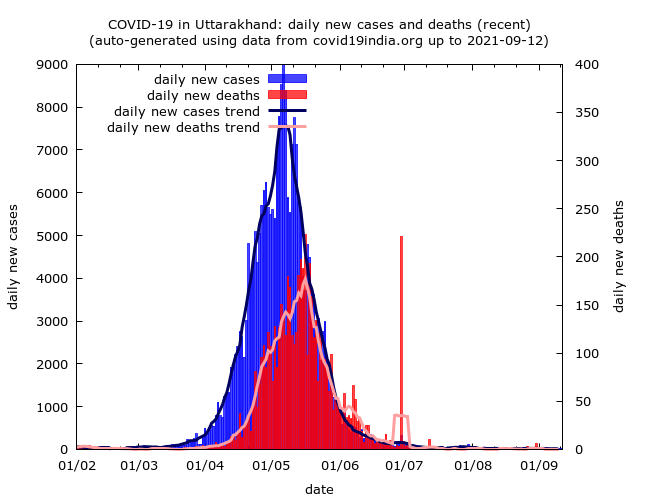 COVID-19 in Uttarakhand: daily new cases and deaths (recent)
(auto-generated using data from covid19india.org up to 2021-09-12)
daily new cases
daily new deaths
daily new cases trend
daily new deaths trend
9000
8000
7000
6000
5000
4000
3000
2000
1000
0
400
350
300
250
200
150
100
50
0
daily new cases
daily new deaths
01/02 01/03 01/04 01/05 01/06 01/07 01/08 01/09
date